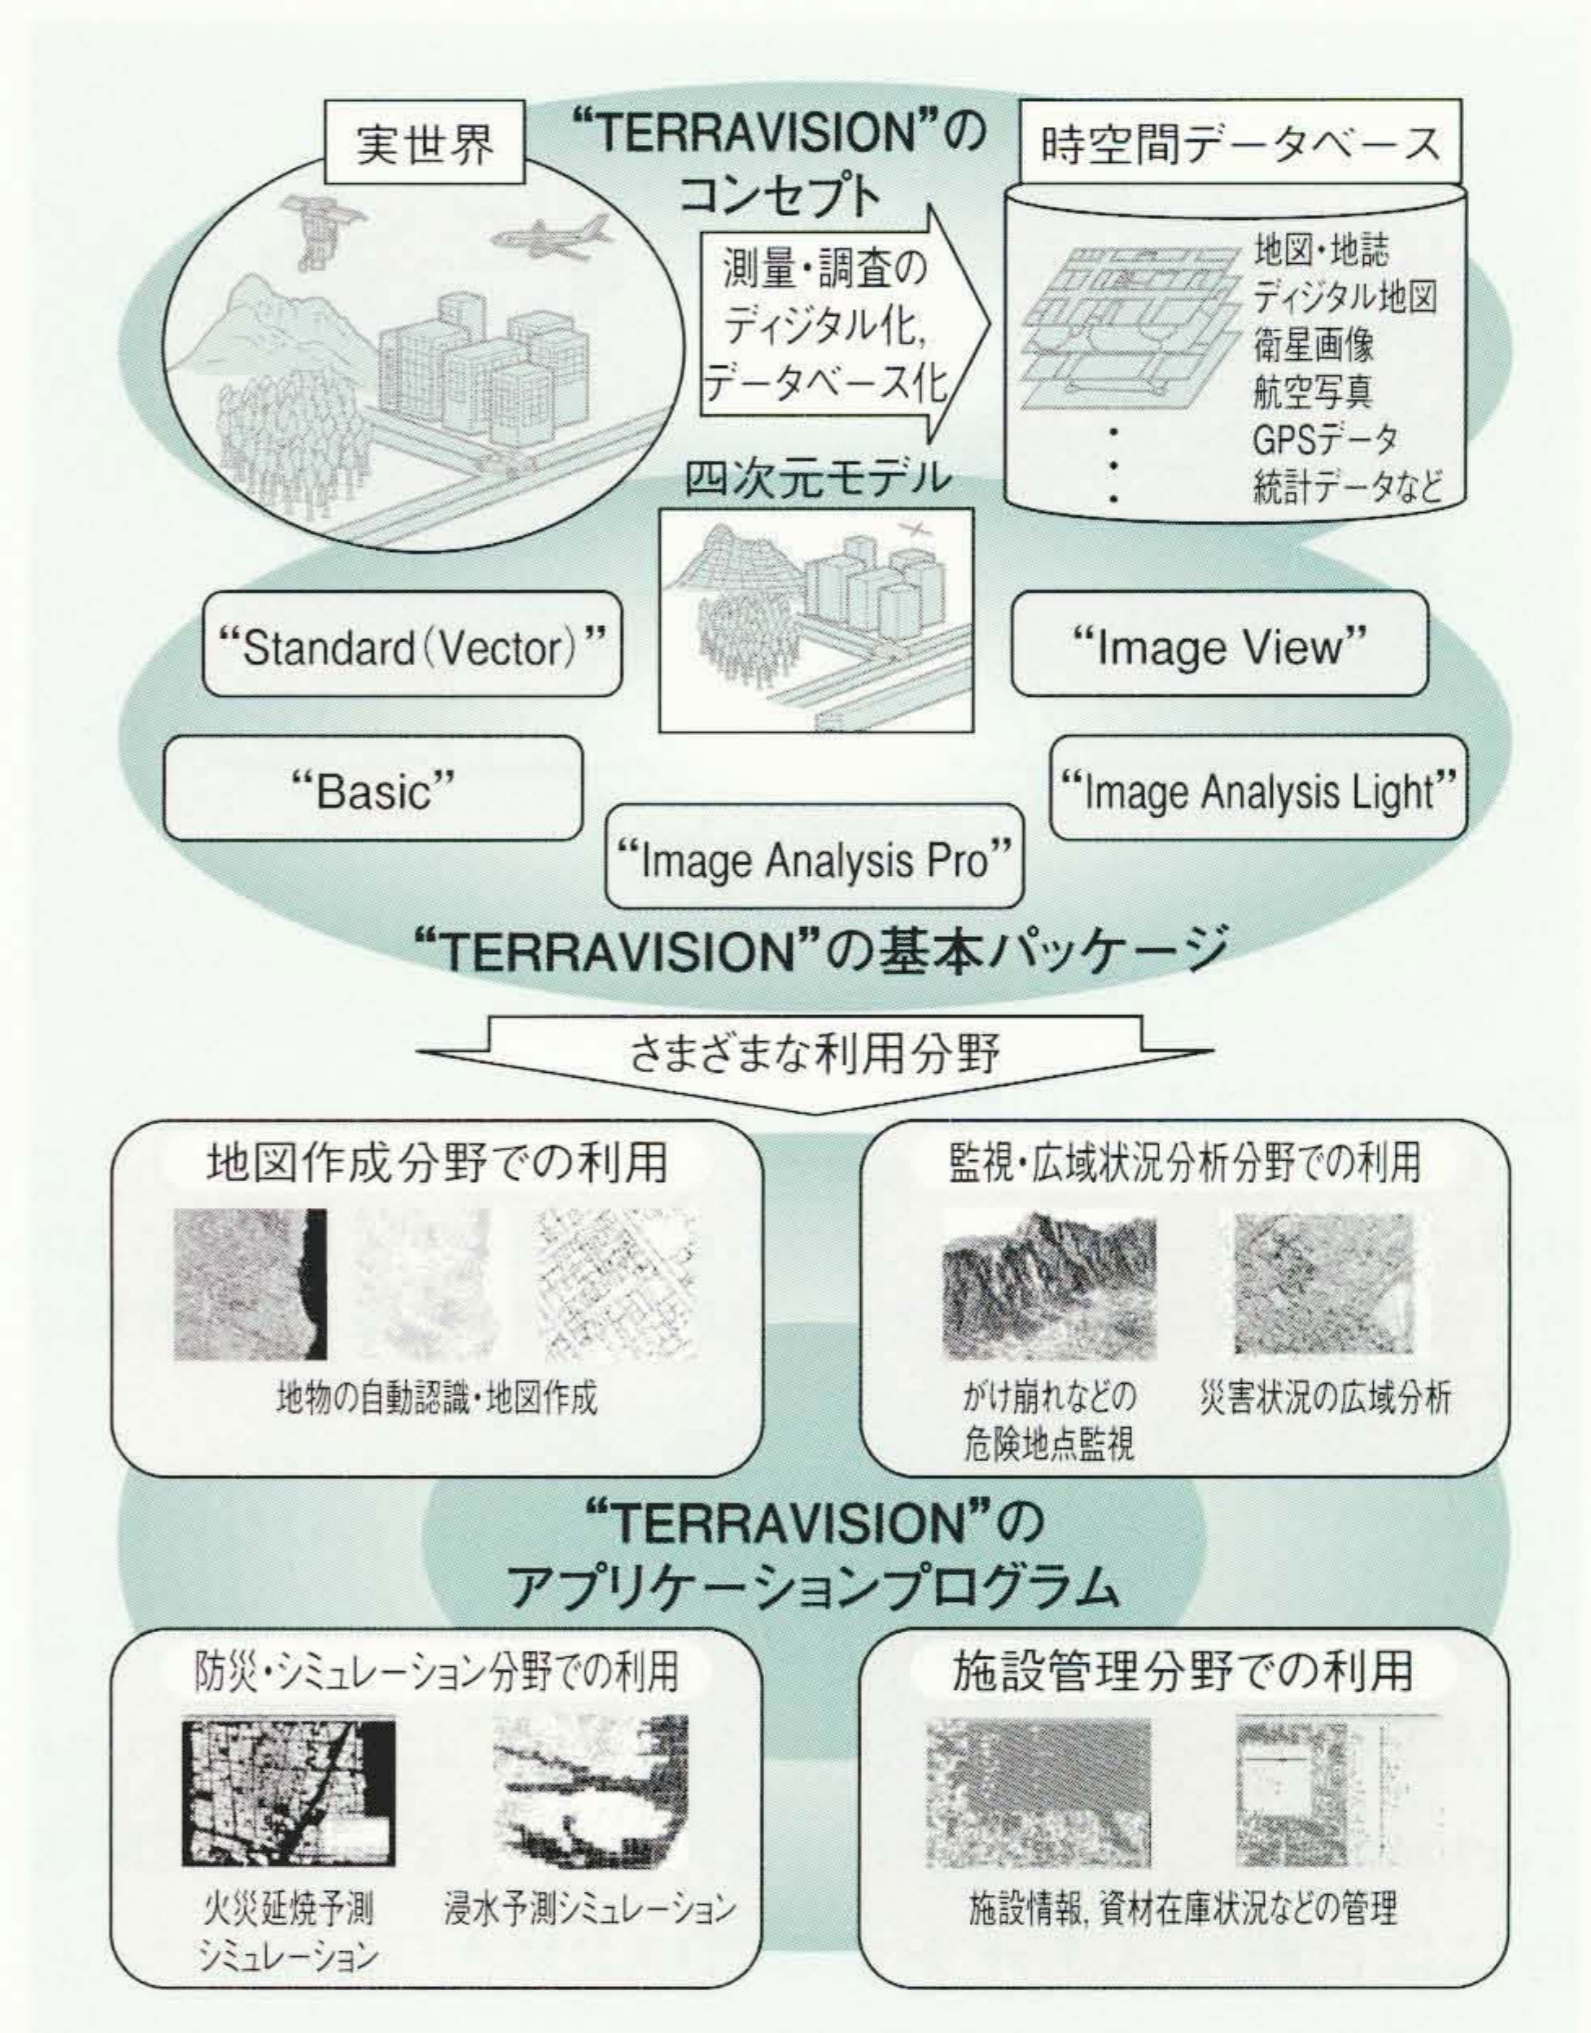 実世界
“TERRAVISION”の
コンセプト
測量・調査の
ディジタル化,
データベース化
時空間データベース
地図・地誌
ディジタル地図
衛星画像
航空写真
GPSデータ
統計データなど
四次元モデル
“Standard(Vector)”
“Image View”
“Basic”
“Image Analysis Light”
“Image Analysis Pro”
“TERRAVISION”の基本パッケージ
さまざまな利用分野
地図作成分野での利用
地物の自動認識・地図作成
監視・広域状況分析分野での利用
がけ崩れなどの
危険地点監視
災害状況の広域分析
“TERRAVISION”の
アプリケーションプログラム
防災・シミュレーション分野での利用
火災延焼予測
シミュレーション
浸水予測シミュレーション
施設管理分野での利用
施設情報, 資材在庫状況などの管理